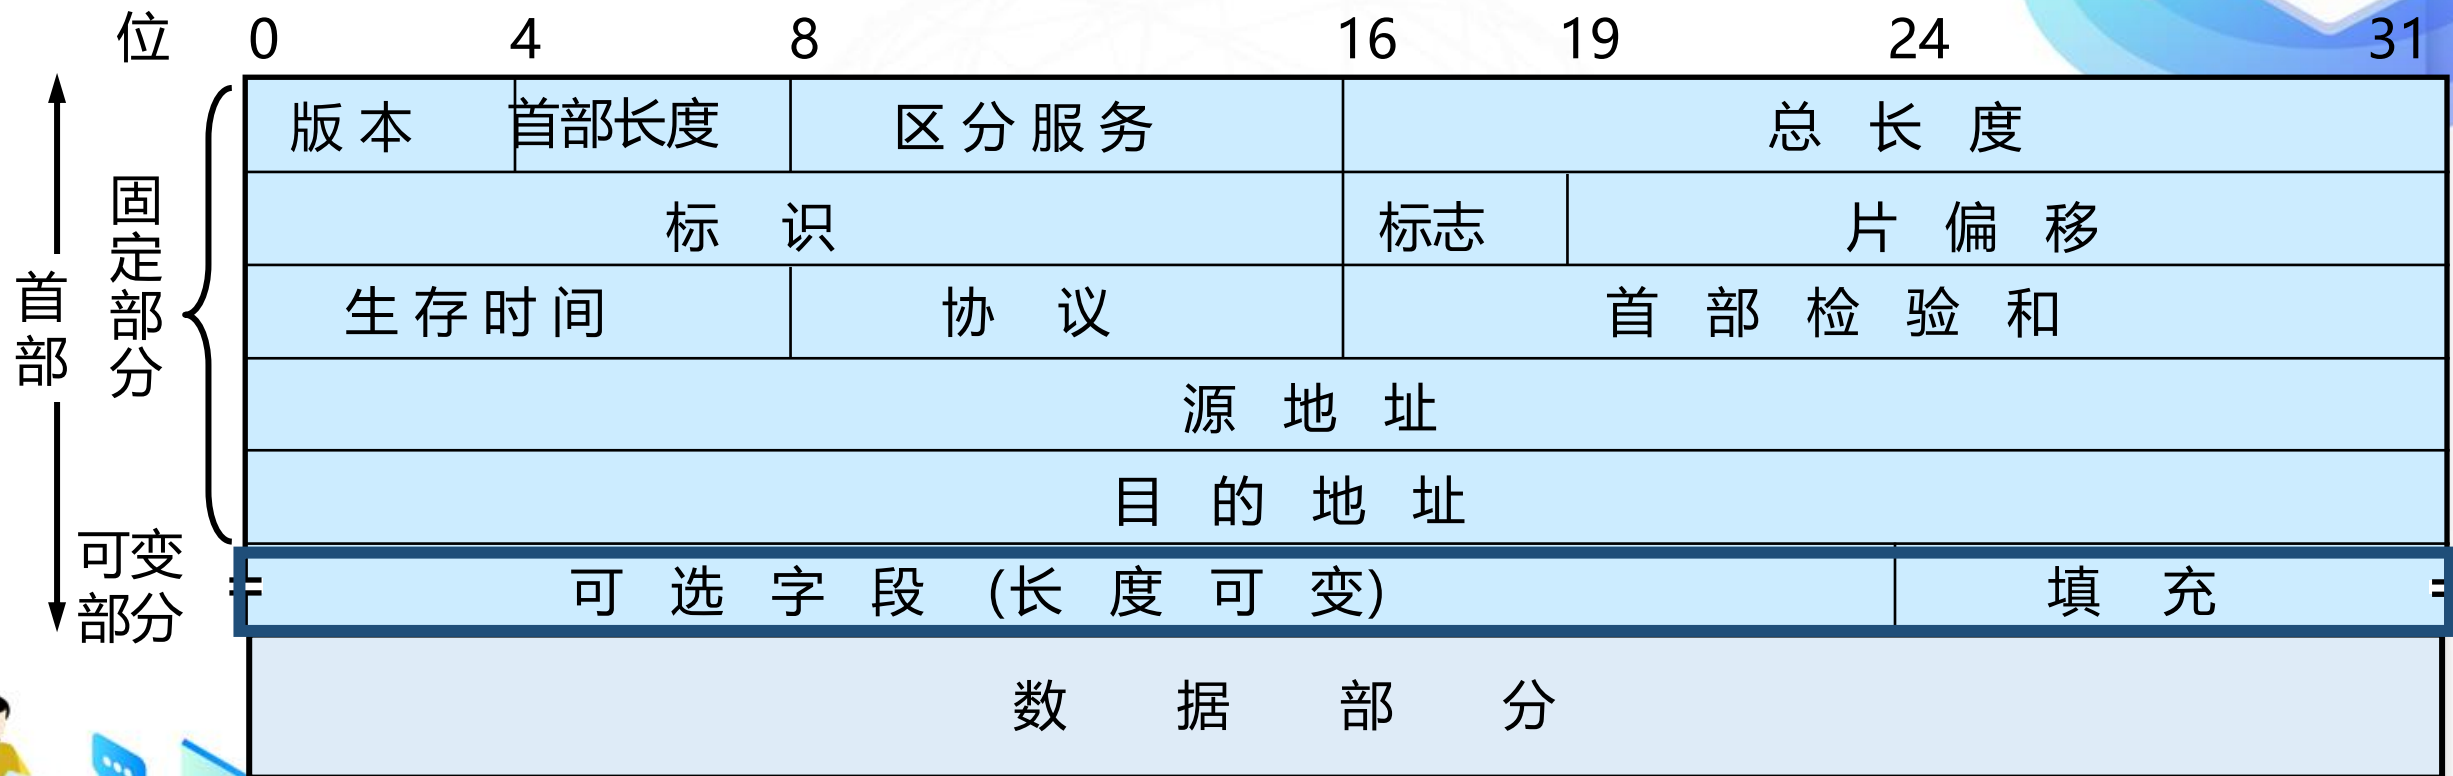 位 0 4 8 16 19 24 31
版本 首部长度 区分服务 总长度
标识 标志 片偏移
生存时间 协议 首部检验和
源地址
目的地址
可选字段 (长度可变) 填充
数据部分
首部
固定部分
可变
部分